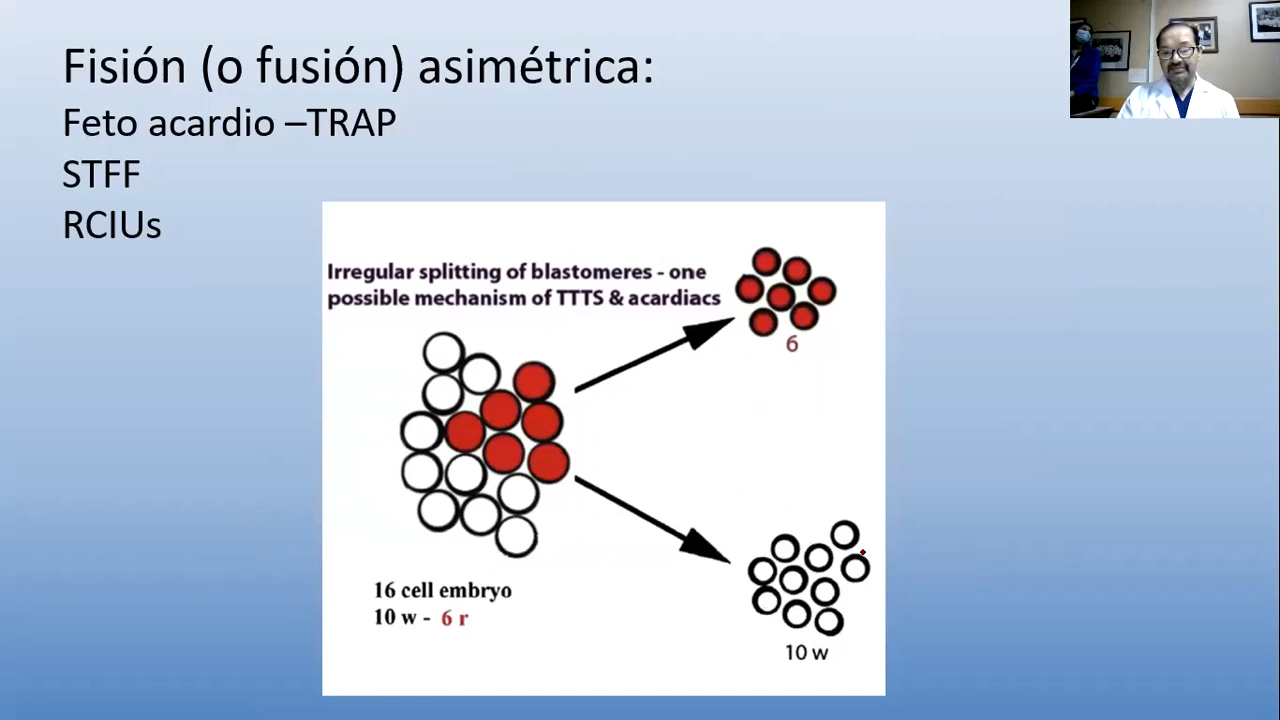 Fisión (o fusión) asimétrica:
Feto acardio –TRAP
STFF
RCIUs
Irregular splitting of blastomeres - one
possible mechanism of TTTS & acardiacs
6
16 cell embryo
10 w - 6 r
10 w